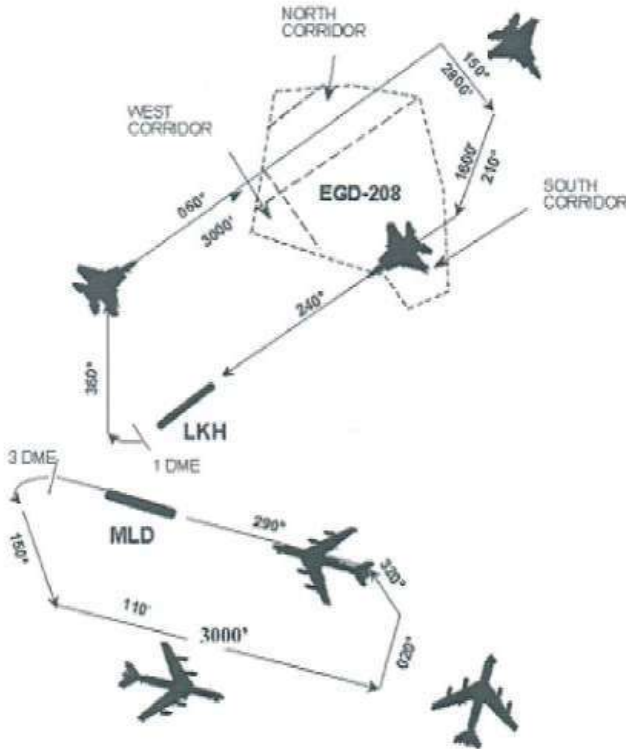 NORTH
CORRIDOR
150°
2800'
WEST
CORRIDOR
1600'
210°
EGD-208
SOUTH
CORRIDOR
060°
3000'
240°
360°
LKH
3 DME
1 DME
MLD
290°
320°
150°
110'
3000'
020°